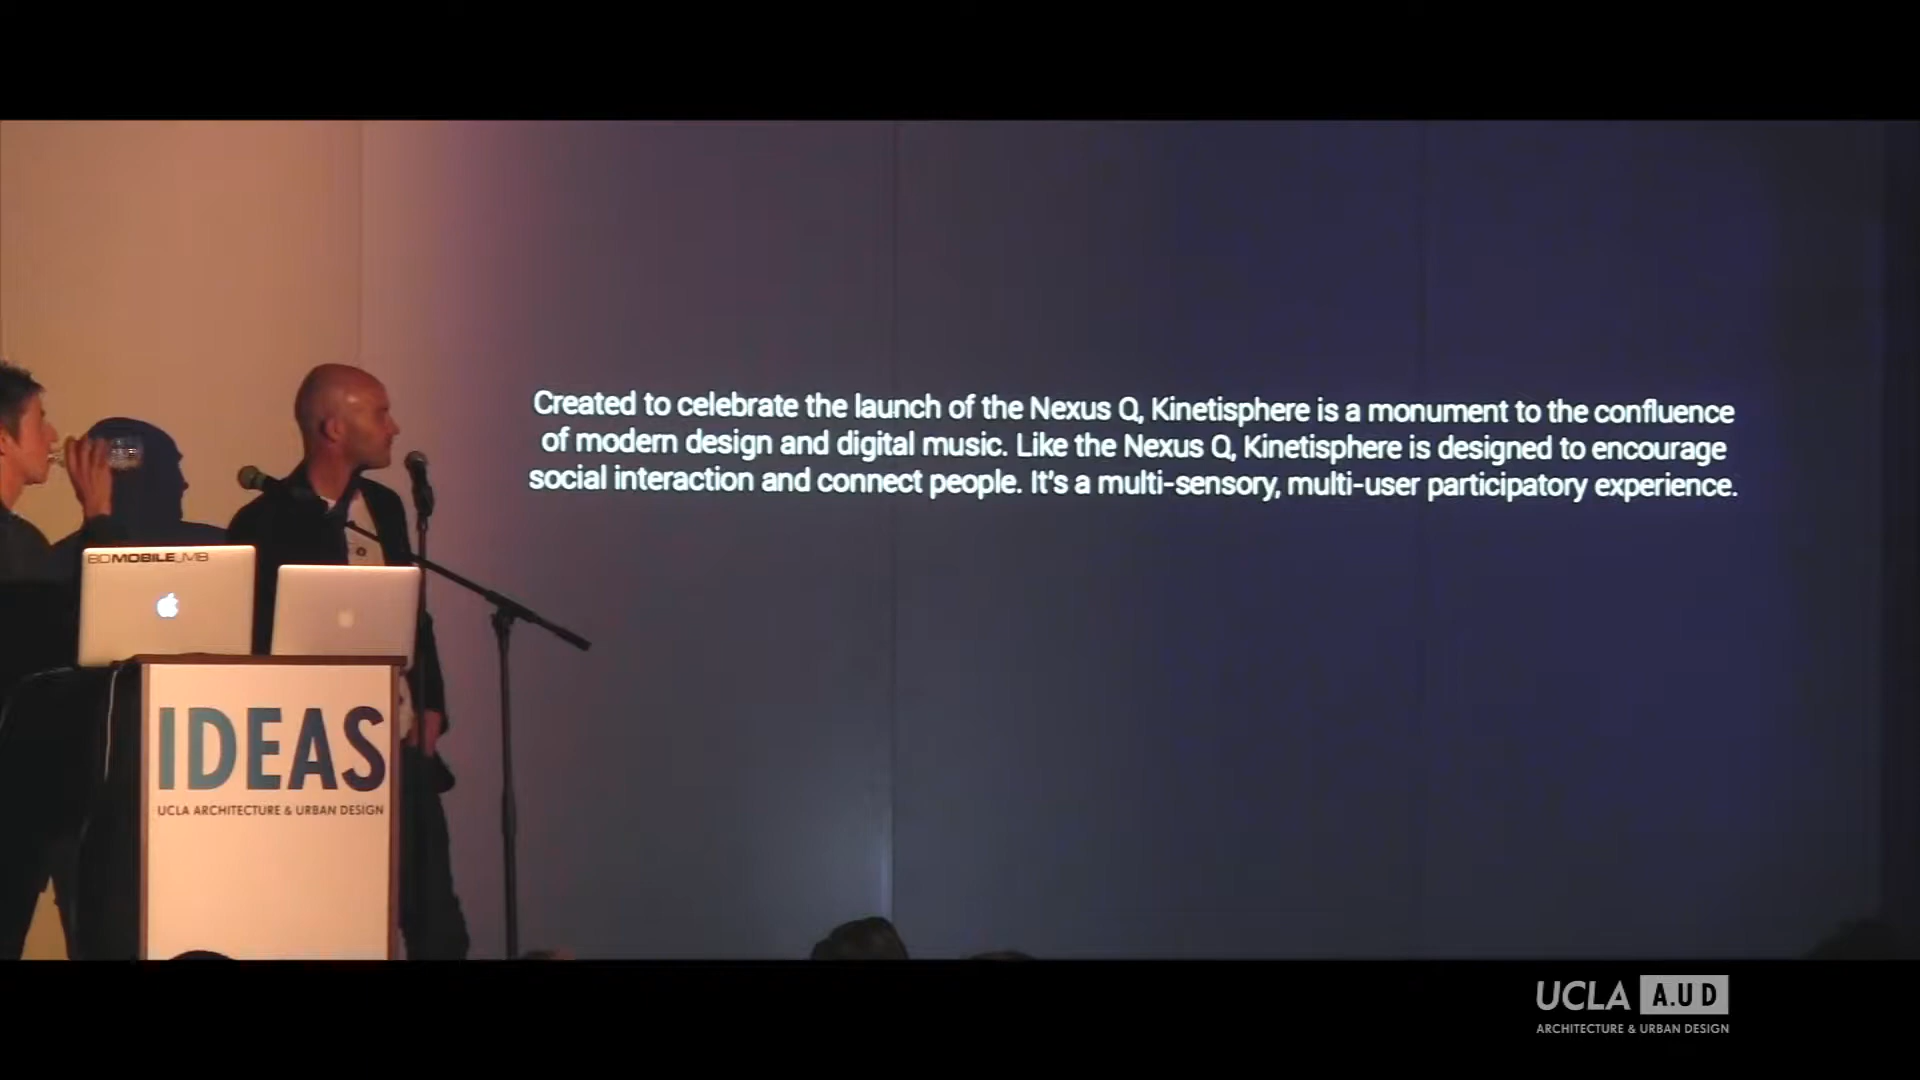 Created to celebrate the launch of the Nexus Q, Kinetisphere is a monument to the confluence
of modern design and digital music. Like the Nexus Q, Kinetisphere is designed to encourage
social interaction and connect people. It's a multi-sensory, multi-user participatory experience.
BDMOBILE_MB
IDEAS
UCLA ARCHITECTURE & URBAN DESIGN
UCLA A.UD
ARCHITECTURE & URBAN DESIGN